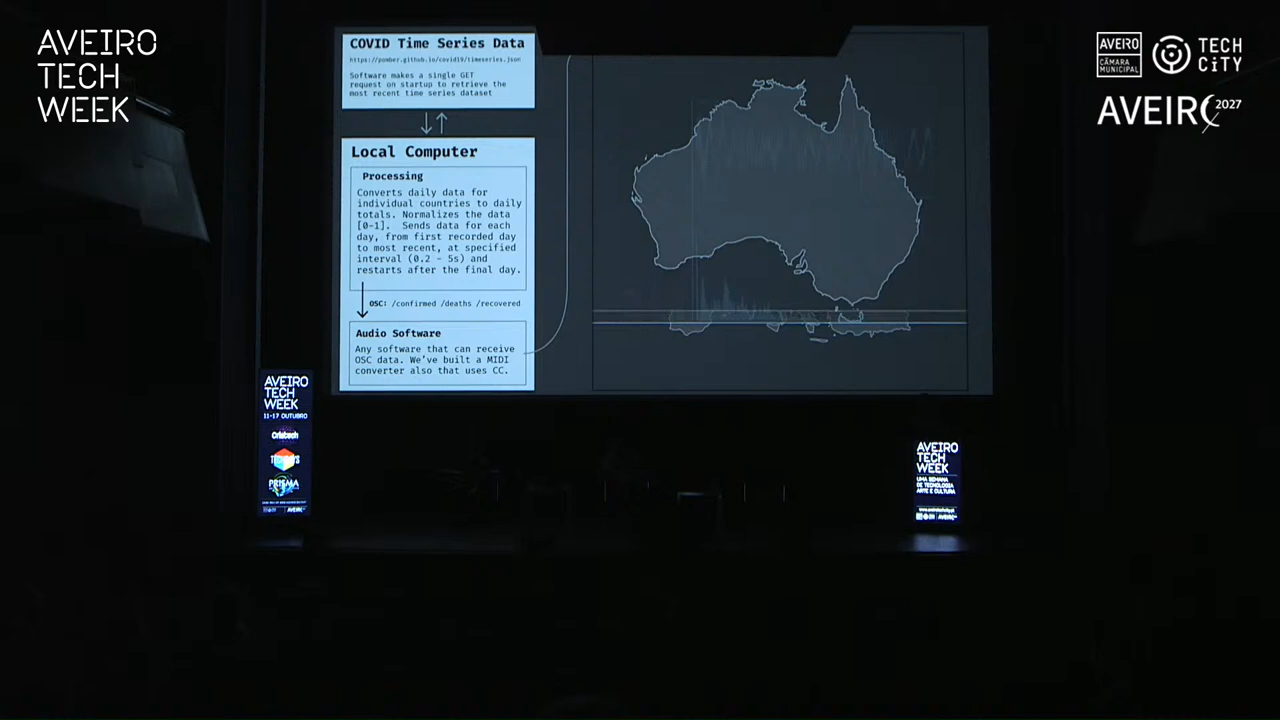 AVEIRO
TECH
WEEK
AVEIRO
CÂMARA
MUNICIPAL
TECH
CiTY
AVEIRO 2027
COVID Time Series Data
https://pomber.github.io/covid19/timeseries.json
Software makes a single GET
request on startup to retrieve the
most recent time series dataset
Local Computer
Processing
Converts daily data for
individual countries to daily
totals. Normalizes the data
[0-1]. Sends data for each
day, from first recorded day
to most recent, at specified
interval (0.2 - 5s) and
restarts after the final day.
OSC: /confirmed /deaths /recovered
Audio Software
Any software that can receive
OSC data. We've built a MIDI
converter also that uses CC.
AVEIRO
TECH
WEEK
11-17 OUTUBRO
Criatech
TECHDAYS
PRISMA
AVEIRO
TECH
WEEK
UMA SEMANA
DE TECNOLOGIA
ARTE E CULTURA